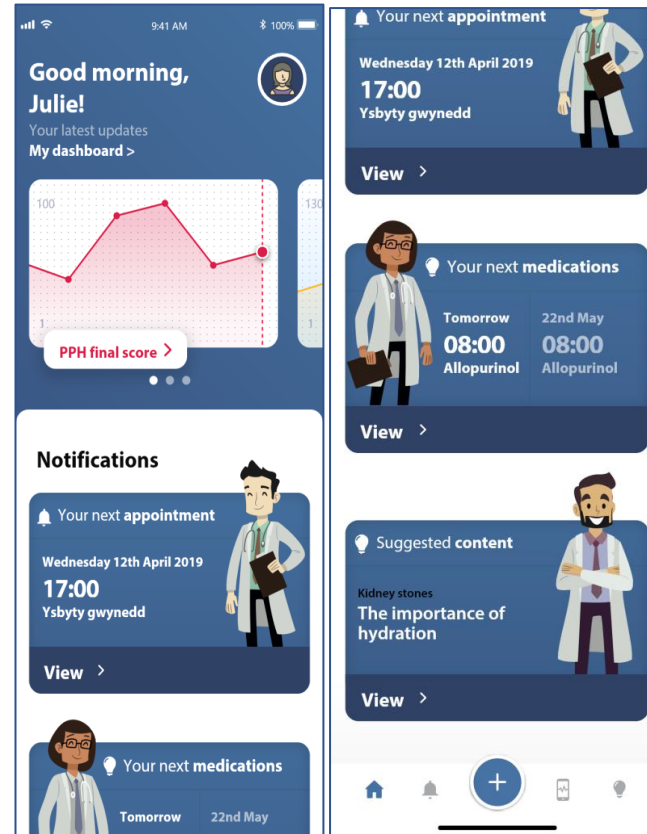 9:41 AM
100%
Good morning,
Julie!
Your latest updates
My dashboard >
100
130
1
1
PPH final score >
Notifications
Your next appointment
Wednesday 12th April 2019
17:00
Ysbyty gwynedd
View >
Your next medications
Tomorrow
22nd May
Your next appointment
Wednesday 12th April 2019
17:00
Ysbyty gwynedd
View >
Your next medications
Tomorrow
08:00
Allopurinol
22nd May
08:00
Allopurinol
View >
Suggested content
Kidney stones
The importance of
hydration
View >